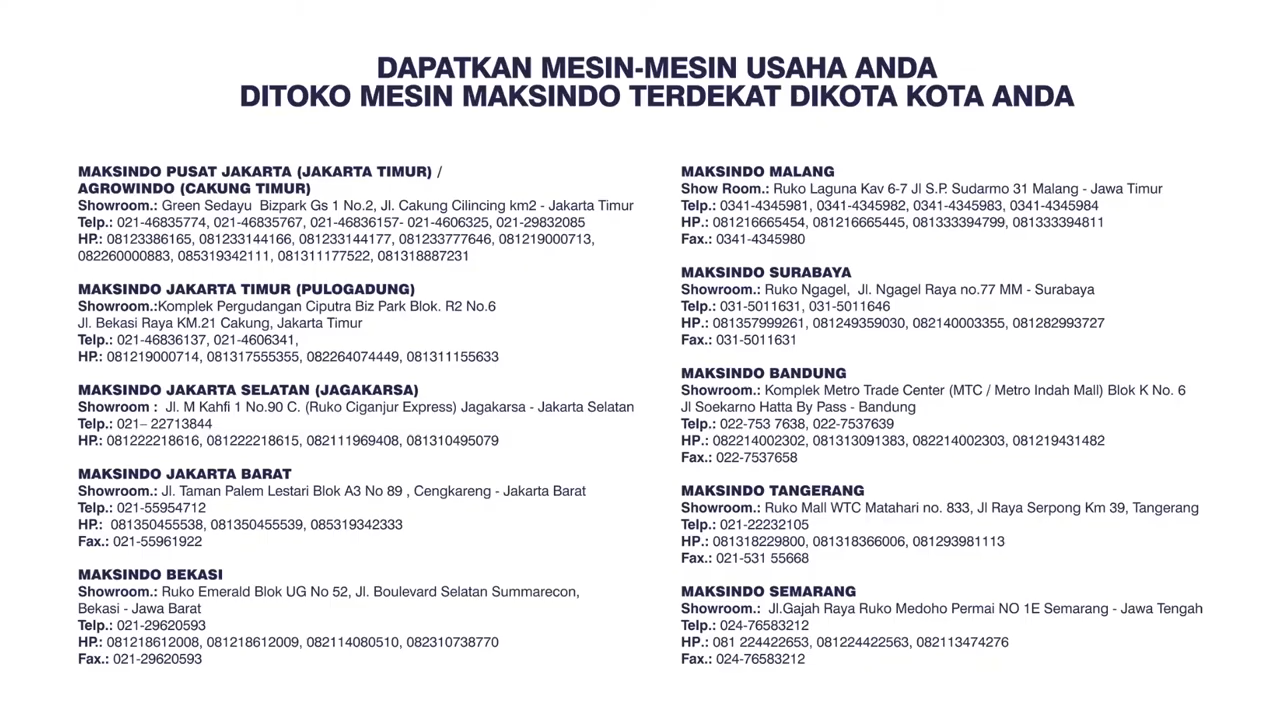 DAPATKAN MESIN-MESIN USAHA ANDA
DITOKO MESIN MAKSINDO TERDEKAT DIKOTA KOTA ANDA
MAKSINDO PUSAT JAKARTA (JAKARTA TIMUR) /
AGROWINDO (CAKUNG TIMUR)
Showroom.: Green Sedayu Bizpark Gs 1 No.2, Jl. Cakung Cilincing km2 - Jakarta Timur
Telp.: 021-46835774, 021-46835767, 021-46836157- 021-4606325, 021-29832085
HP.: 08123386165, 081233144166, 081233144177, 081233777646, 081219000713,
082260000883, 085319342111, 081311177522, 081318887231
MAKSINDO JAKARTA TIMUR (PULOGADUNG)
Showroom.:Komplek Pergudangan Ciputra Biz Park Blok. R2 No.6
Jl. Bekasi Raya KM.21 Cakung, Jakarta Timur
Telp.: 021-46836137, 021-4606341,
HP.: 081219000714, 081317555355, 082264074449, 081311155633
MAKSINDO JAKARTA SELATAN (JAGAKARSA)
Showroom : Jl. M Kahfi 1 No.90 C. (Ruko Ciganjur Express) Jagakarsa - Jakarta Selatan
Telp.: 021– 22713844
HP.: 081222218616, 081222218615, 082111969408, 081310495079
MAKSINDO JAKARTA BARAT
Showroom.: Jl. Taman Palem Lestari Blok A3 No 89 , Cengkareng - Jakarta Barat
Telp.: 021-55954712
HP.: 081350455538, 081350455539, 085319342333
Fax.: 021-55961922
MAKSINDO BEKASI
Showroom.: Ruko Emerald Blok UG No 52, Jl. Boulevard Selatan Summarecon,
Bekasi - Jawa Barat
Telp.: 021-29620593
HP.: 081218612008, 081218612009, 082114080510, 082310738770
Fax.: 021-29620593
MAKSINDO MALANG
Show Room.: Ruko Laguna Kav 6-7 Jl S.P. Sudarmo 31 Malang - Jawa Timur
Telp.: 0341-4345981, 0341-4345982, 0341-4345983, 0341-4345984
HP.: 081216665454, 081216665445, 081333394799, 081333394811
Fax.: 0341-4345980
MAKSINDO SURABAYA
Showroom.: Ruko Ngagel, Jl. Ngagel Raya no.77 MM - Surabaya
Telp.: 031-5011631, 031-5011646
HP.: 081357999261, 081249359030, 082140003355, 081282993727
Fax.: 031-5011631
MAKSINDO BANDUNG
Showroom.: Komplek Metro Trade Center (MTC / Metro Indah Mall) Blok K No. 6
Jl Soekarno Hatta By Pass - Bandung
Telp.: 022-753 7638, 022-7537639
HP.: 082214002302, 081313091383, 082214002303, 081219431482
Fax.: 022-7537658
MAKSINDO TANGERANG
Showroom.: Ruko Mall WTC Matahari no. 833, Jl Raya Serpong Km 39, Tangerang
Telp.: 021-22232105
HP.: 081318229800, 081318366006, 081293981113
Fax.: 021-531 55668
MAKSINDO SEMARANG
Showroom.: Jl.Gajah Raya Ruko Medoho Permai NO 1E Semarang - Jawa Tengah
Telp.: 024-76583212
HP.: 081 224422653, 081224422563, 082113474276
Fax.: 024-76583212